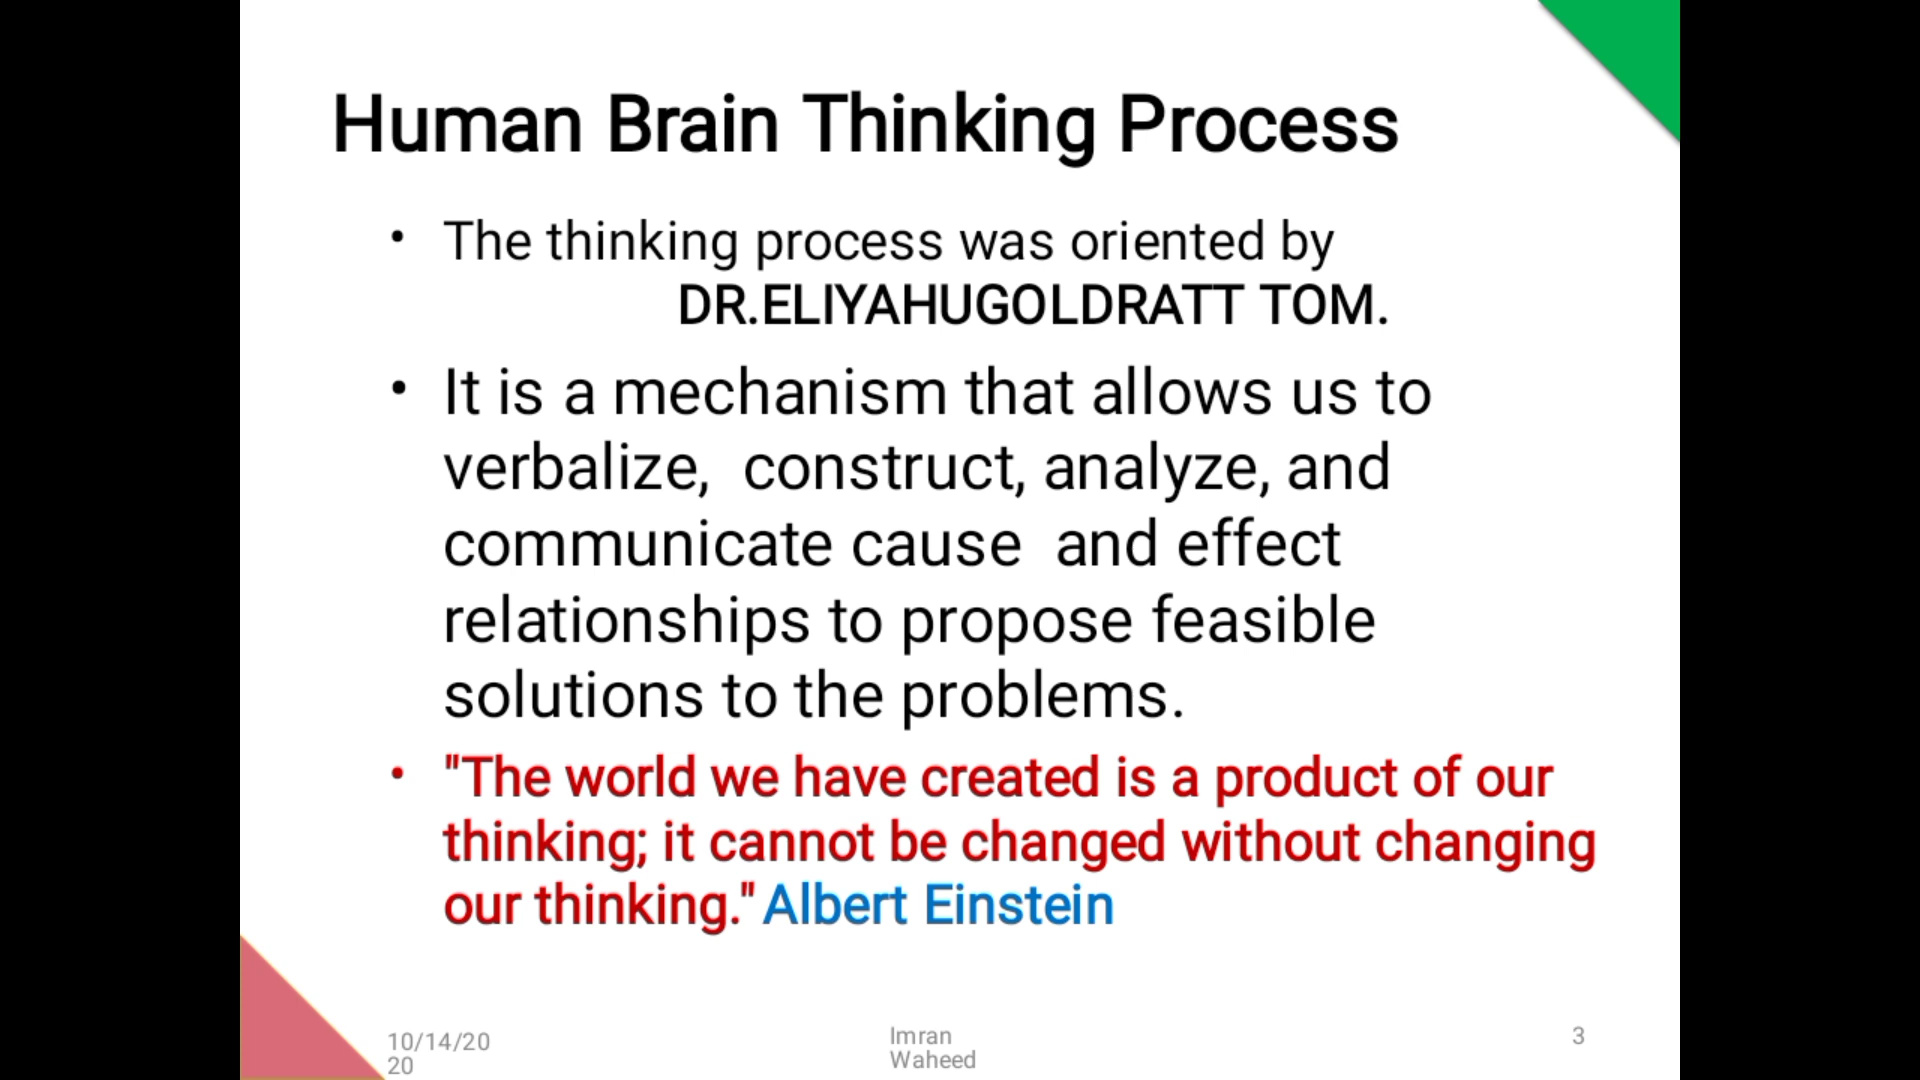 Human Brain Thinking Process
• The thinking process was oriented by
DR.ELIYAHUGOLDRATT TOM.
• It is a mechanism that allows us to
verbalize,  construct, analyze, and
communicate cause  and effect
relationships to propose feasible
solutions to the problems.
• "The world we have created is a product of our
thinking; it cannot be changed without changing
our thinking." Albert Einstein
10/14/20
20
Imran
Waheed
3